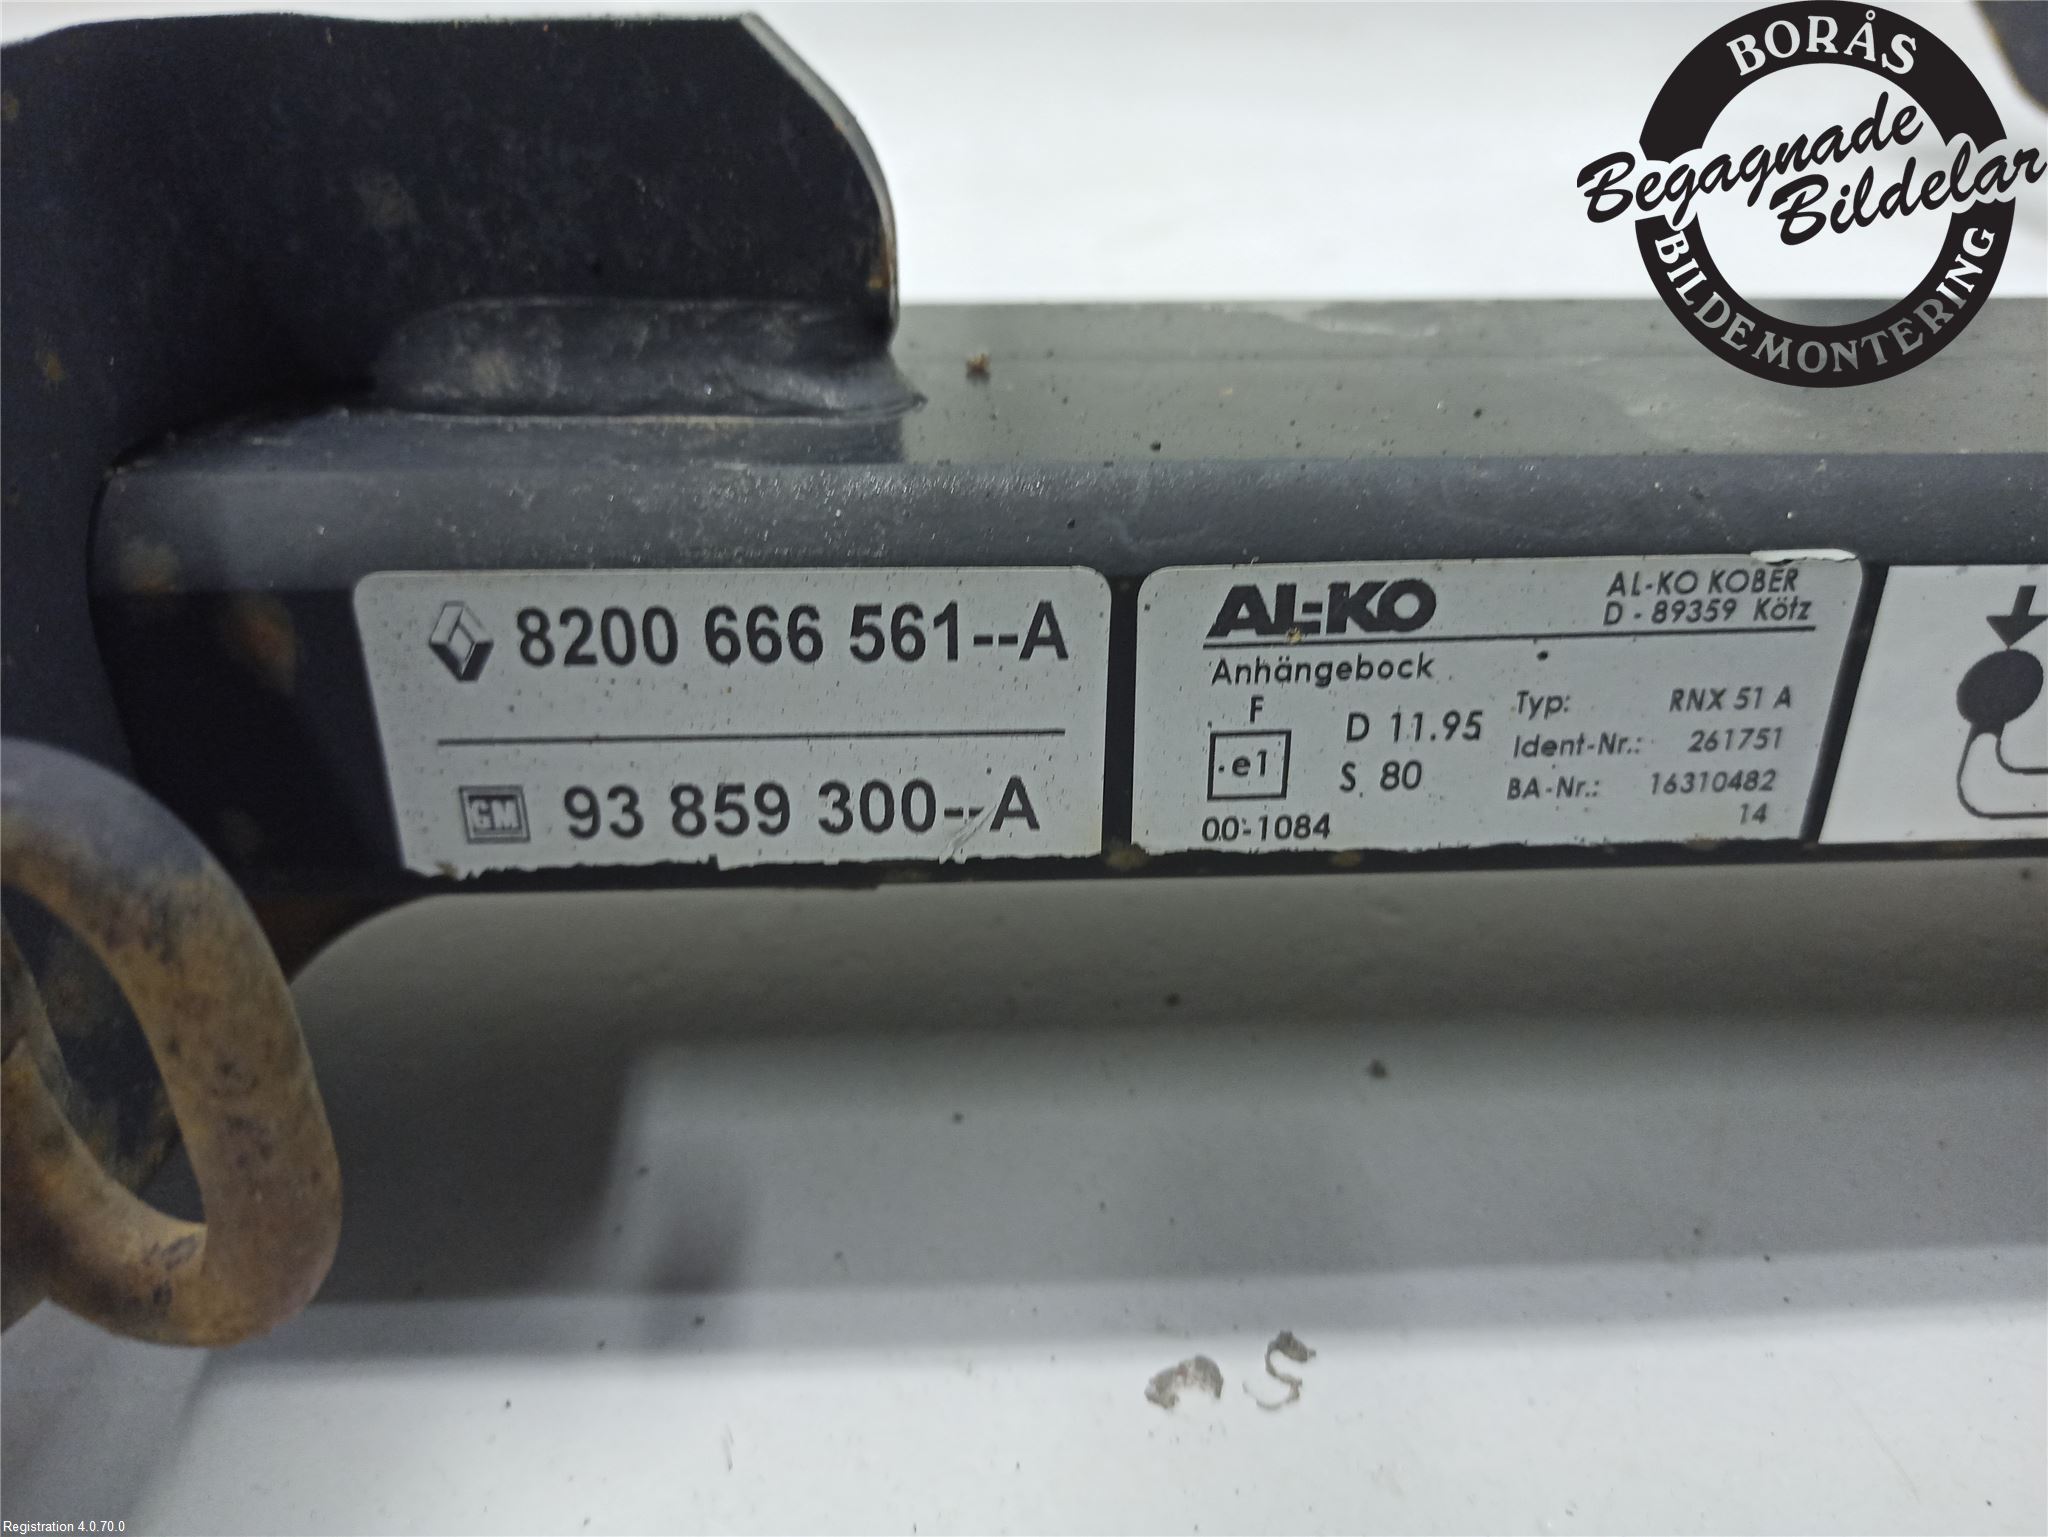 BORÅS
Begagnade
Bildelar
BILDEMONTERING
8200 666 561--A
GM 93 859 300--A
AL-KO
AL-KO KOBER
D - 89359 Kötz
Anhängebock
F
e1
00-1084
D 11.95
S 80
Typ: RNX 51 A
Ident-Nr.: 261751
BA-Nr.: 16310482
14
Registration 4.0.70.0